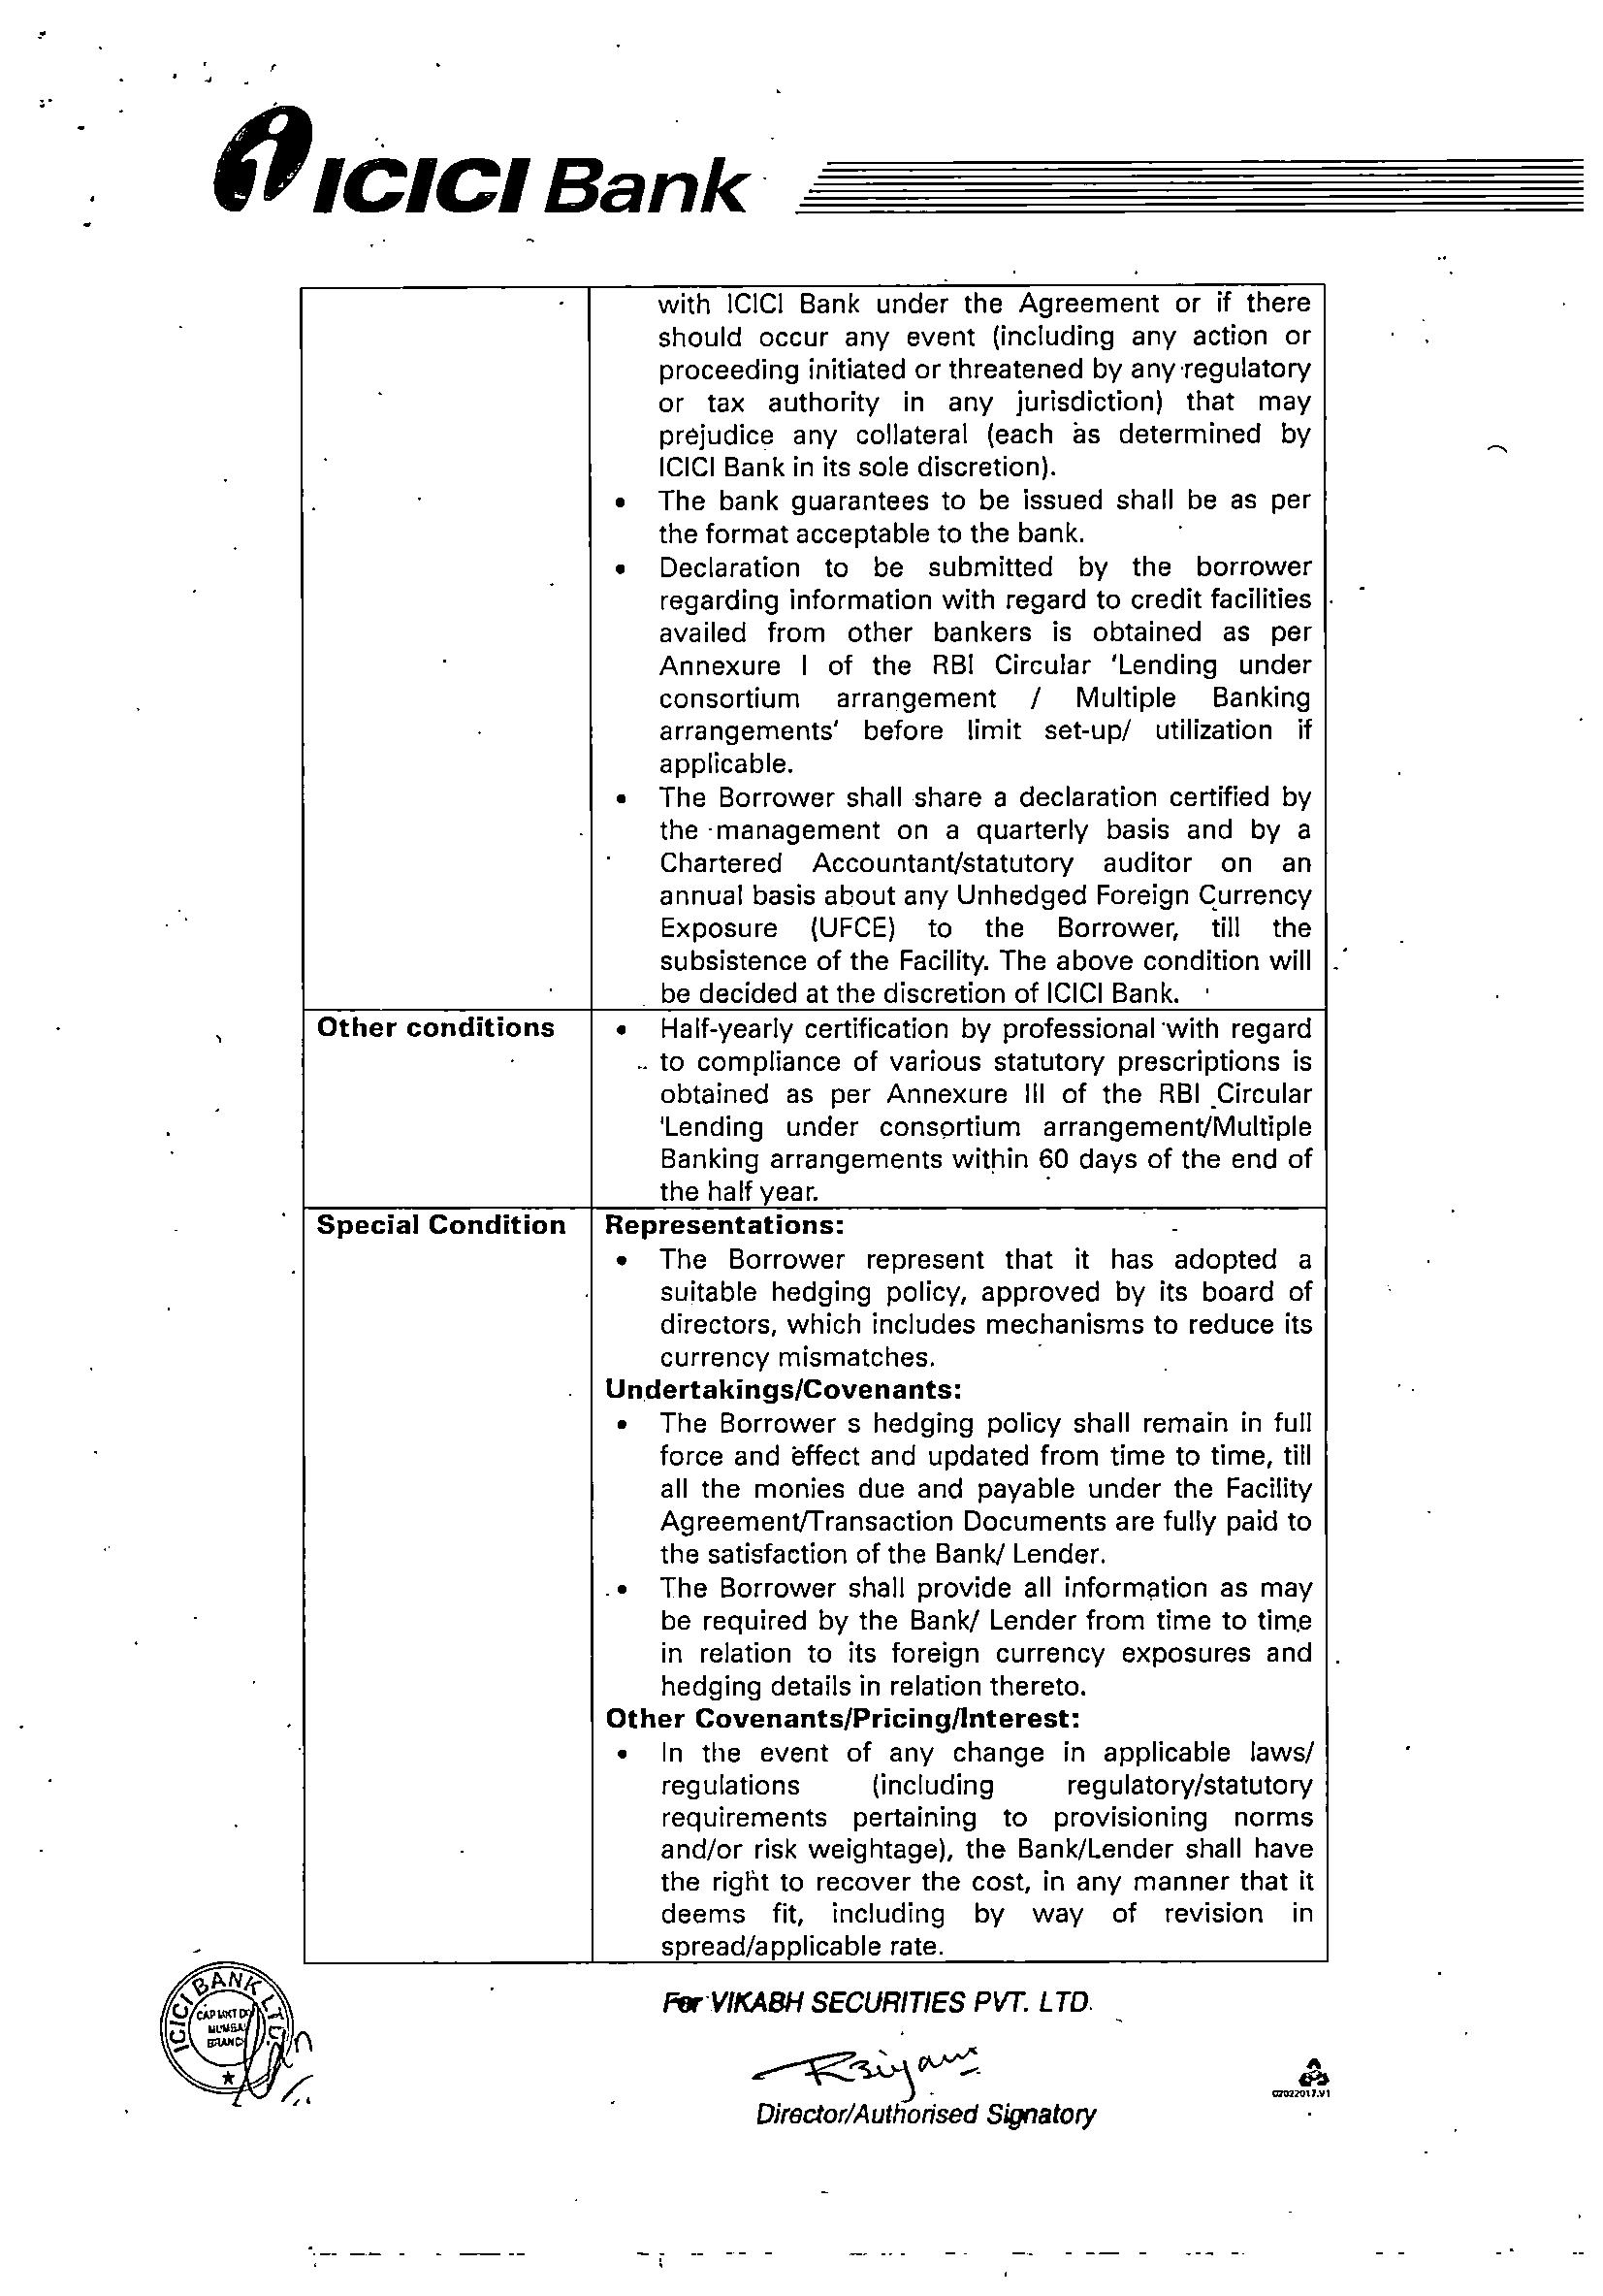 ICICI Bank
with ICICI Bank under the Agreement or if there
should occur any event (including any action or
proceeding initiated or threatened by any regulatory
or tax authority in any jurisdiction) that may
prejudice any collateral (each as determined by
ICICI Bank in its sole discretion).
• The bank guarantees to be issued shall be as per
the format acceptable to the bank.
• Declaration to be submitted by the borrower
regarding information with regard to credit facilities
availed from other bankers is obtained as per
Annexure I of the RBI Circular 'Lending under
consortium arrangement / Multiple Banking
arrangements' before limit set-up/ utilization if
applicable.
• The Borrower shall share a declaration certified by
the management on a quarterly basis and by a
Chartered Accountant/statutory auditor on an
annual basis about any Unhedged Foreign Currency
Exposure (UFCE) to the Borrower, till the
subsistence of the Facility. The above condition will
be decided at the discretion of ICICI Bank.
Other conditions • Half-yearly certification by professional with regard
to compliance of various statutory prescriptions is
obtained as per Annexure III of the RBI Circular
'Lending under consortium arrangement/Multiple
Banking arrangements within 60 days of the end of
the half year.
Special Condition Representations:
• The Borrower represent that it has adopted a
suitable hedging policy, approved by its board of
directors, which includes mechanisms to reduce its
currency mismatches.
Undertakings/Covenants:
• The Borrower s hedging policy shall remain in full
force and effect and updated from time to time, till
all the monies due and payable under the Facility
Agreement/Transaction Documents are fully paid to
the satisfaction of the Bank/ Lender.
• The Borrower shall provide all information as may
be required by the Bank/ Lender from time to time
in relation to its foreign currency exposures and
hedging details in relation thereto.
Other Covenants/Pricing/Interest:
• In the event of any change in applicable laws/
regulations (including regulatory/statutory
requirements pertaining to provisioning norms
and/or risk weightage), the Bank/Lender shall have
the right to recover the cost, in any manner that it
deems fit, including by way of revision in
spread/applicable rate.
ICICI BANK LTD.
For VIKABH SECURITIES PVT. LTD.
Director/Authorised Signatory
02022017.V1